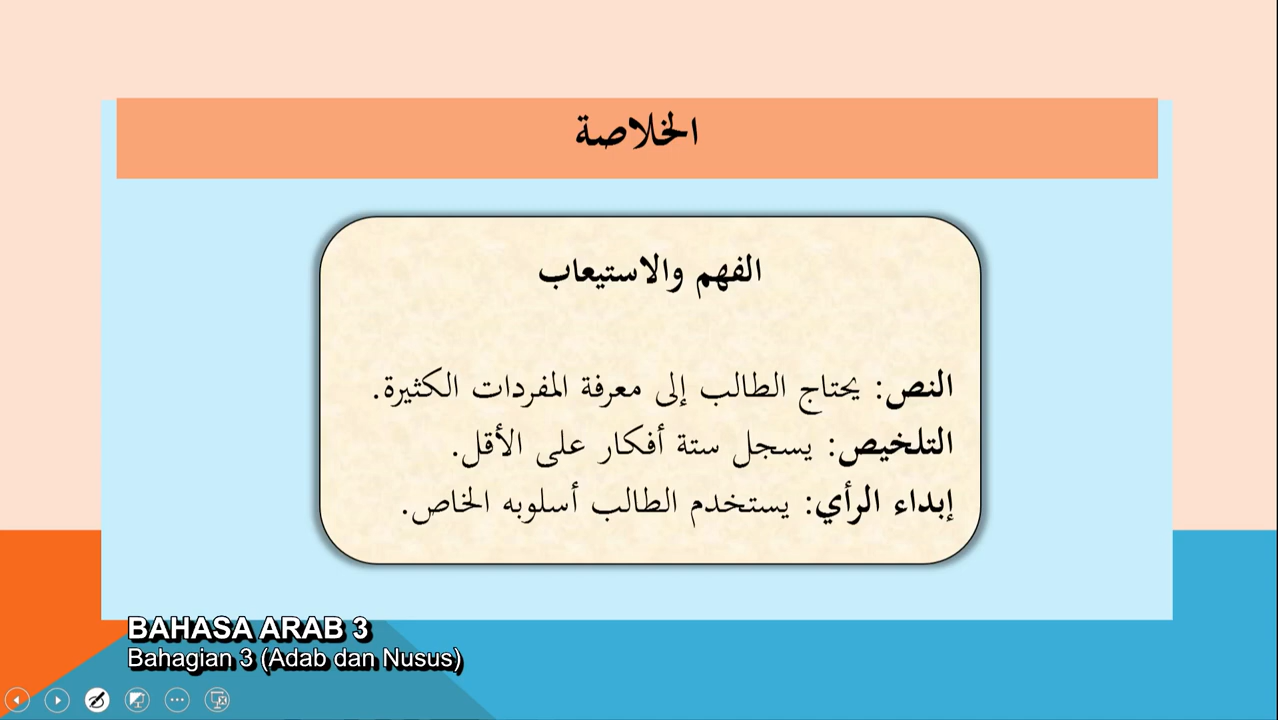 الخلاصة
الفهم والاستيعاب
النص: يحتاج الطالب إلى معرفة المفردات الكثيرة.
التلخيص: يسجل ستة أفكار على الأقل.
إبداء الرأي: يستخدم الطالب أسلوبه الخاص.
BAHASA ARAB 3
Bahagian 3 (Adab dan Nusus)